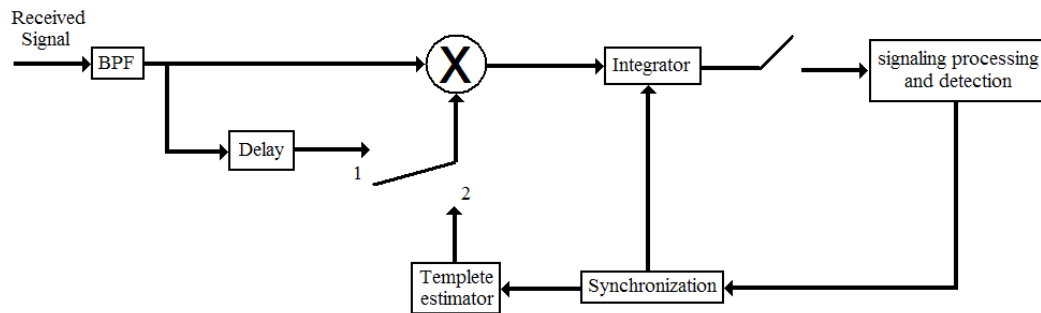 Received
Signal
BPF
X
Integrator
signaling processing
and detection
Delay
1
2
Templete
estimator
Synchronization